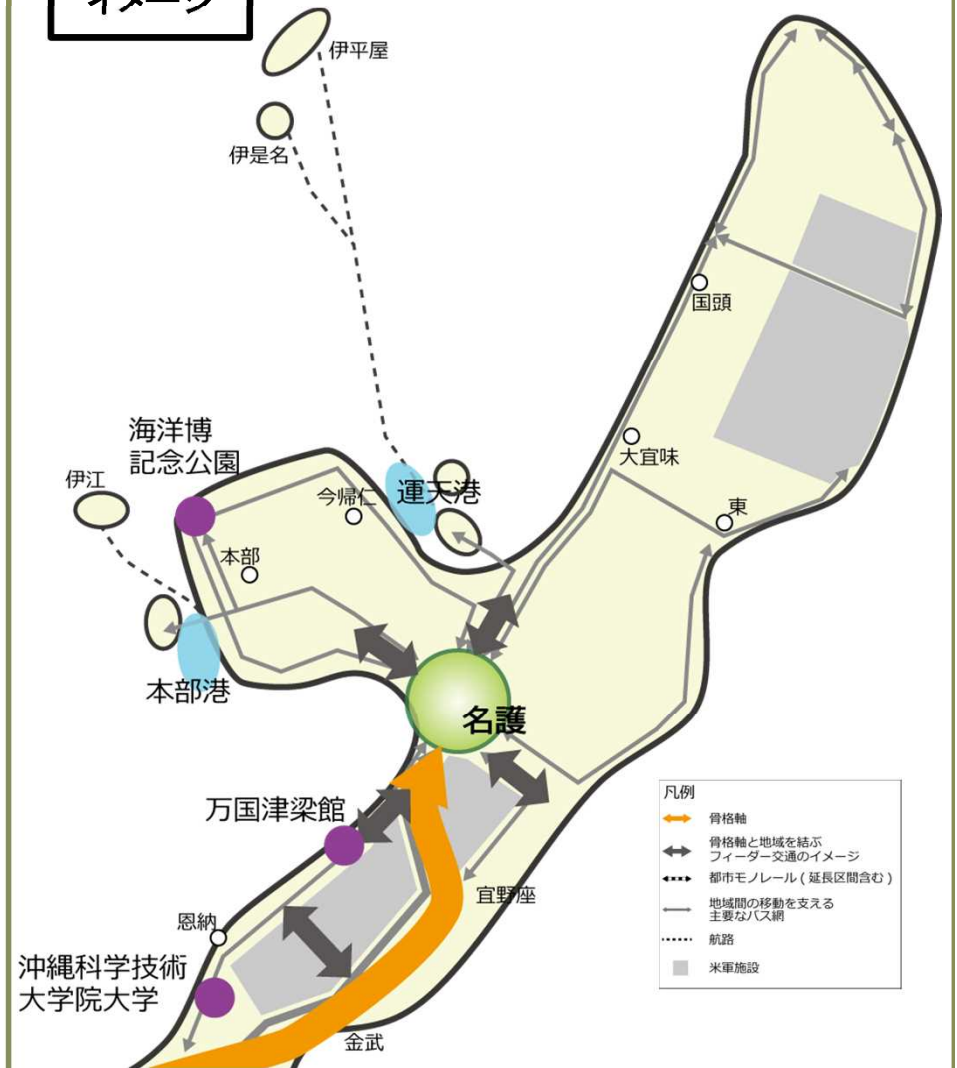 イメージ
伊平屋
伊是名
国頭
海洋博
記念公園
大宜味
伊江
今帰仁
運天港
東
本部
本部港
名護
万国津梁館
宜野座
恩納
沖縄科学技術
大学院大学
金武
凡例
骨格軸
骨格軸と地域を結ぶ
フィーダー交通のイメージ
都市モノレール ( 延長区間含む )
地域間の移動を支える
主要なバス網
航路
米軍施設